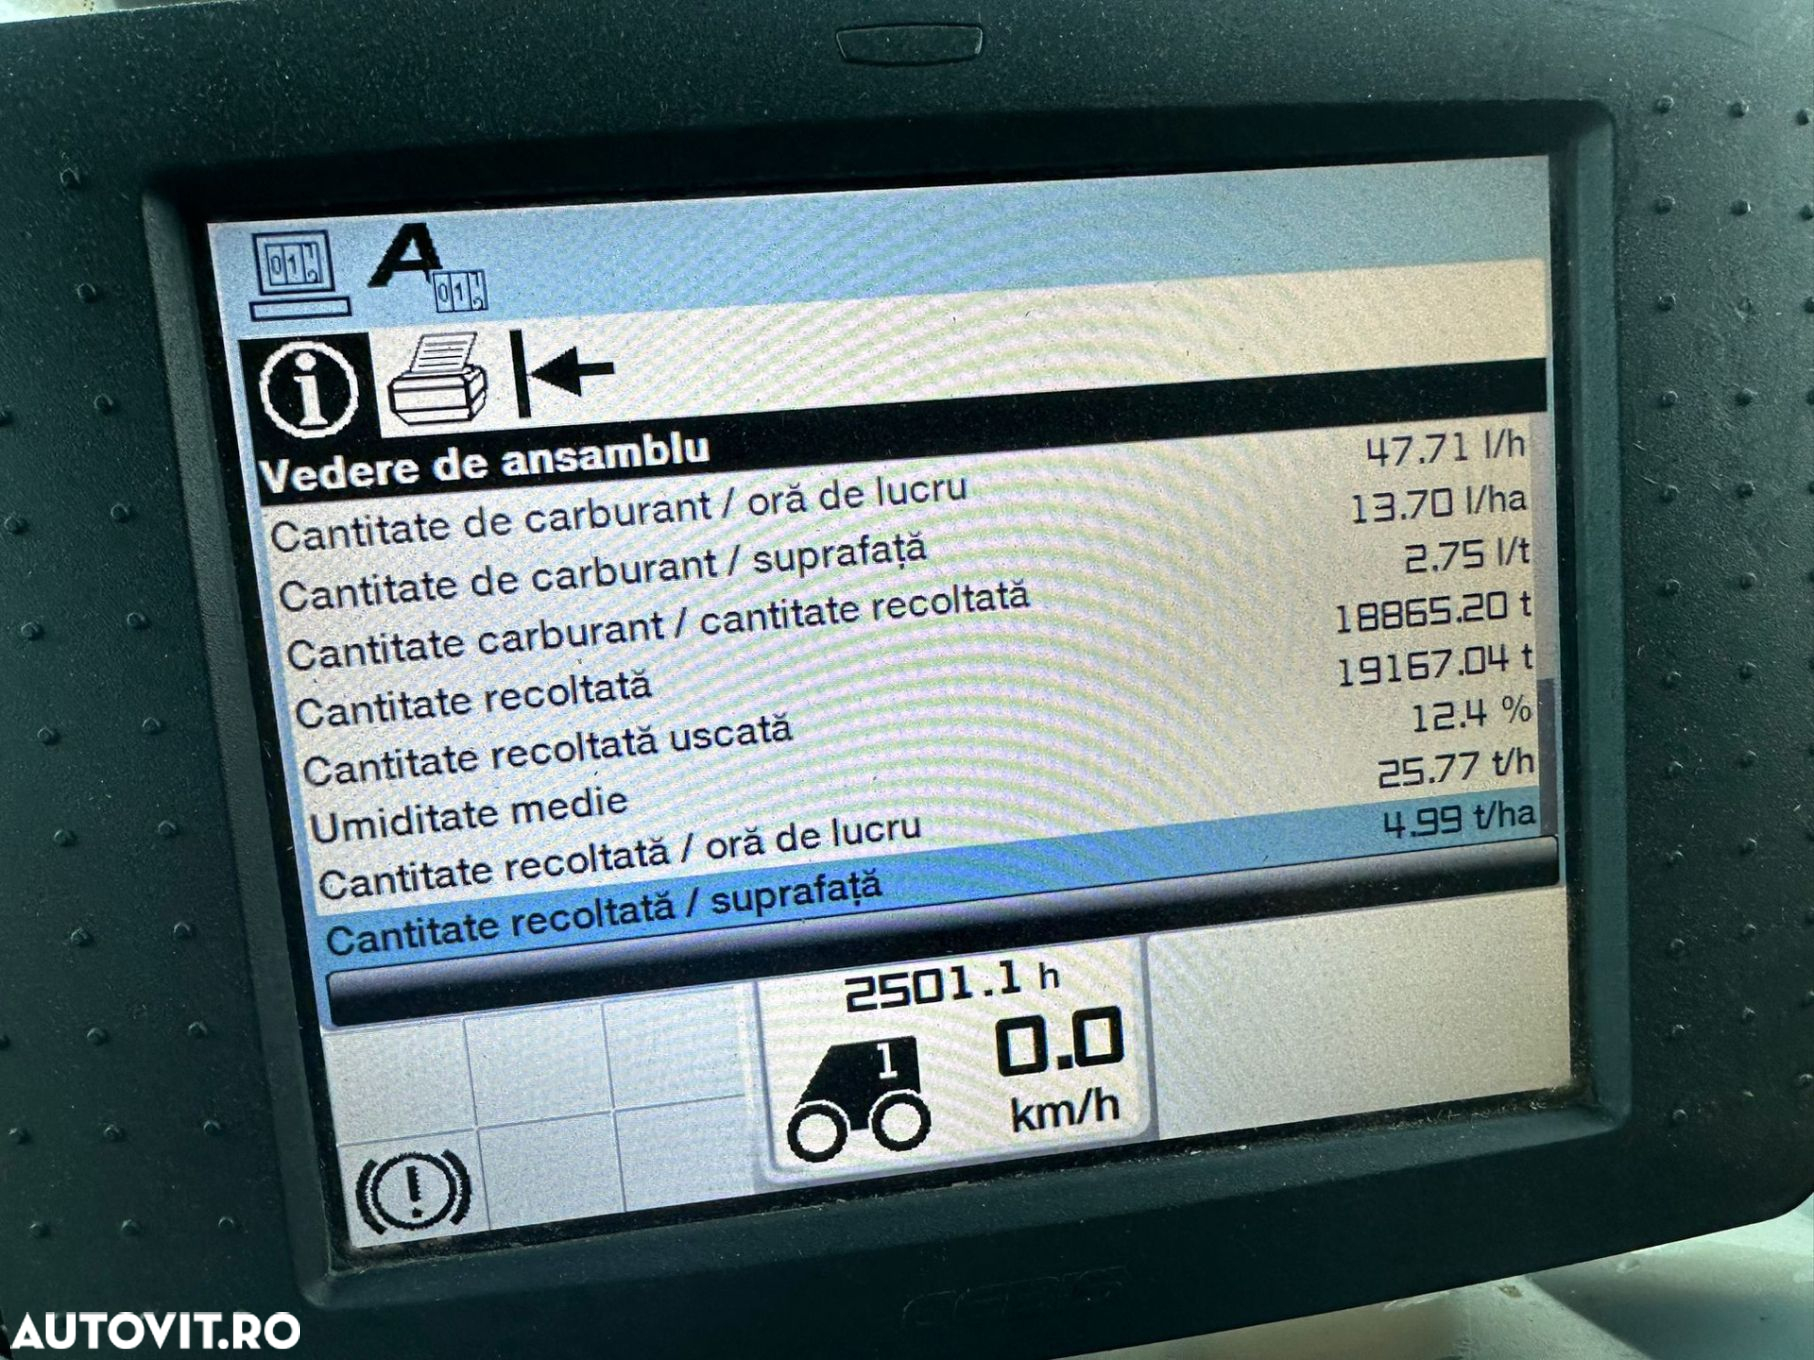 A
Vedere de ansamblu
Cantitate de carburant / oră de lucru 47.71 l/h
Cantitate de carburant / suprafață 13.70 l/ha
Cantitate carburant / cantitate recoltată 2.75 l/t
Cantitate recoltată 18865.20 t
Cantitate recoltată uscată 19167.04 t
Umiditate medie 12.4 %
Cantitate recoltată / oră de lucru 25.77 t/h
Cantitate recoltată / suprafață 4.99 t/ha
2501.1 h
1
0.0
km/h
CEBIS
AUTOVIT.RO